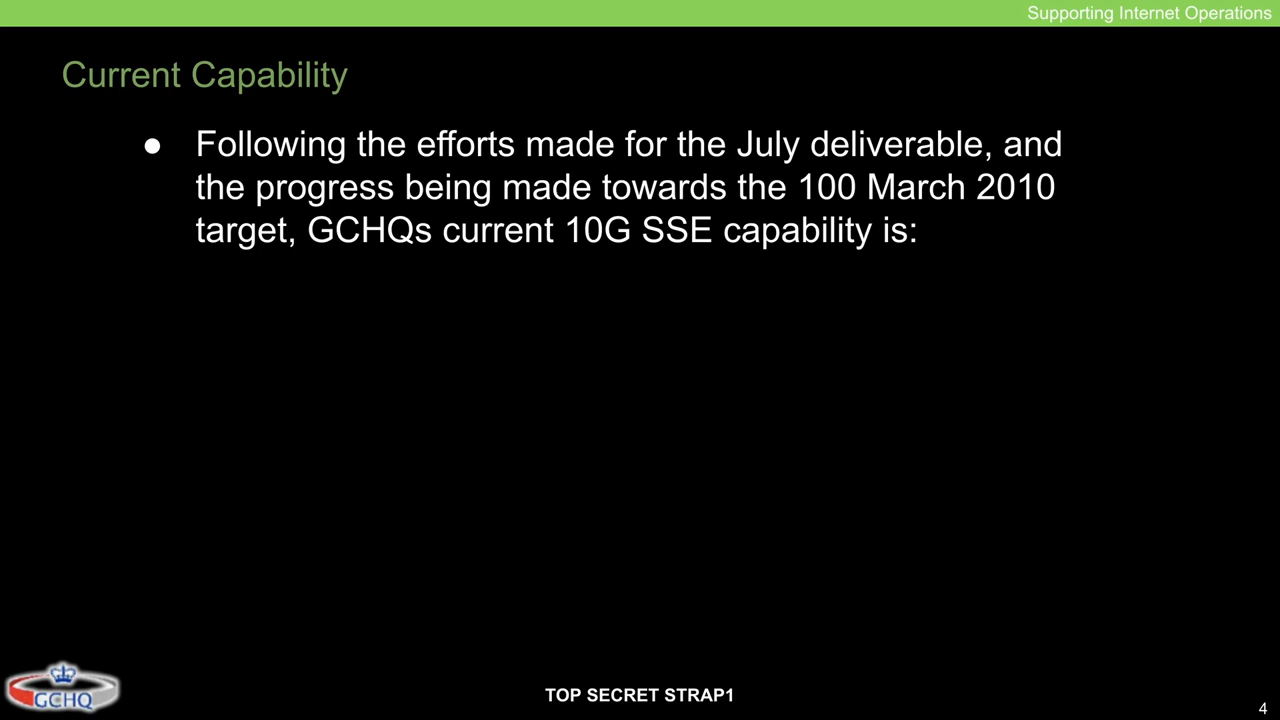 Supporting Internet Operations
Current Capability
● Following the efforts made for the July deliverable, and
the progress being made towards the 100 March 2010
target, GCHQs current 10G SSE capability is:
GCHQ
TOP SECRET STRAP1
4